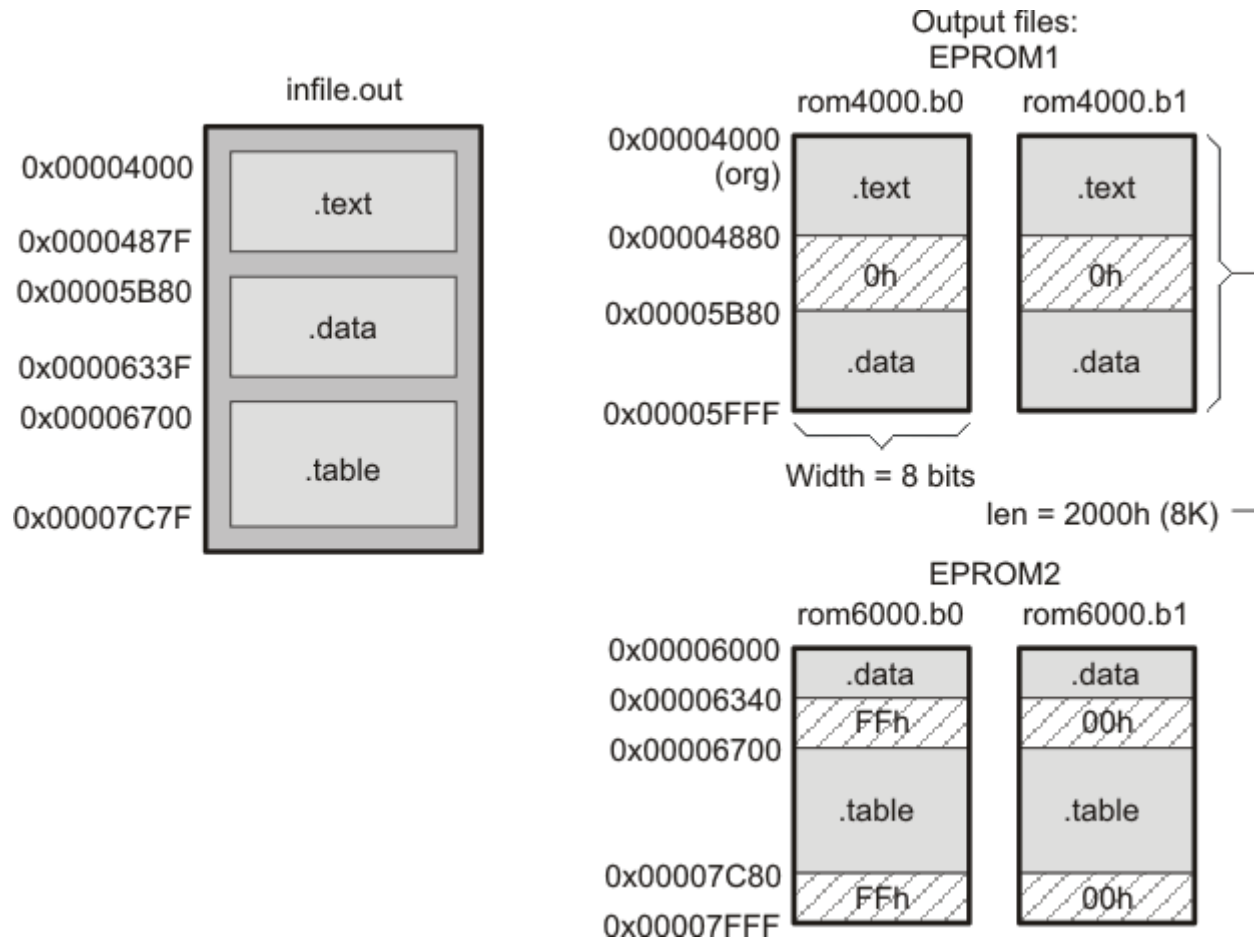 infile.out
0x00004000
.text
0x0000487F
0x00005B80
.data
0x0000633F
0x00006700
.table
0x00007C7F
Output files:
EPROM1
rom4000.b0 rom4000.b1
0x00004000
(org)
.text .text
0x00004880
0h 0h
0x00005B80
.data .data
0x00005FFF
Width = 8 bits
len = 2000h (8K)
EPROM2
rom6000.b0 rom6000.b1
0x00006000
.data .data
0x00006340
FFh 00h
0x00006700
.table .table
0x00007C80
FFh 00h
0x00007FFF